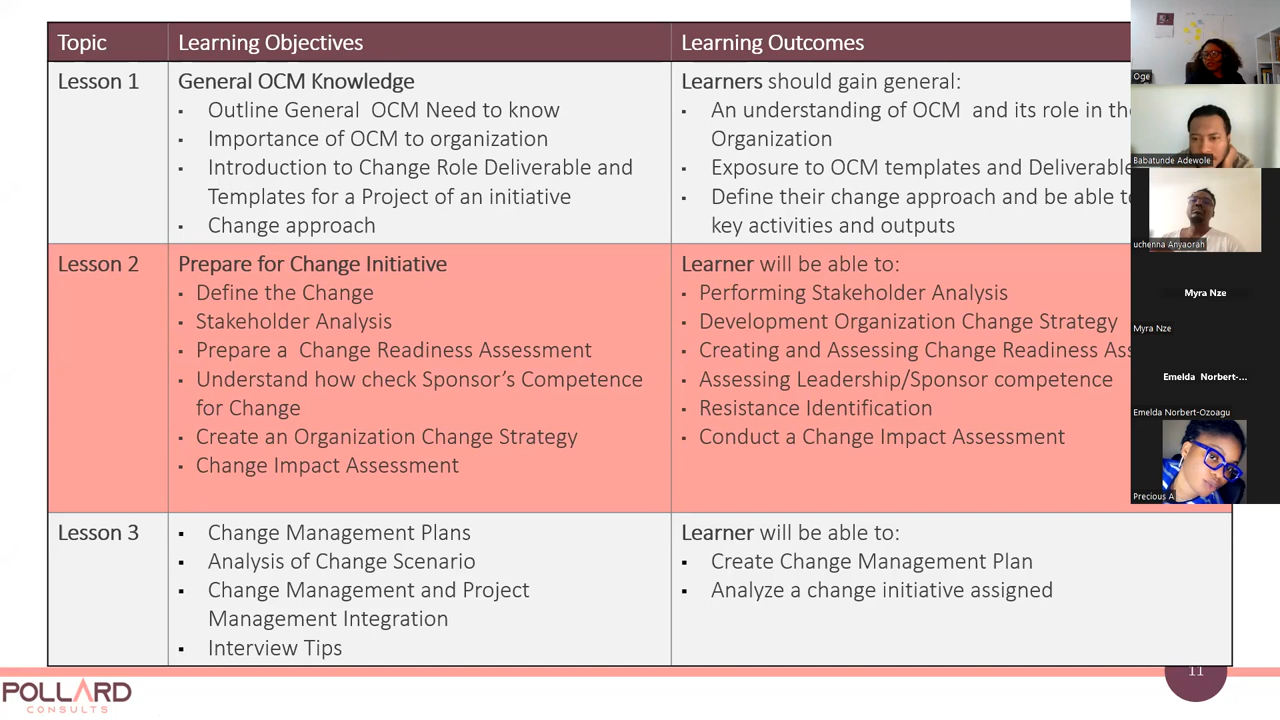 Topic
Learning Objectives
Learning Outcomes
Lesson 1
General OCM Knowledge
▪ Outline General OCM Need to know
▪ Importance of OCM to organization
▪ Introduction to Change Role Deliverable and
Templates for a Project of an initiative
▪ Change approach
Learners should gain general:
▪ An understanding of OCM and its role in the
Organization
▪ Exposure to OCM templates and Deliverable
▪ Define their change approach and be able
key activities and outputs
Lesson 2
Prepare for Change Initiative
▪ Define the Change
▪ Stakeholder Analysis
▪ Prepare a Change Readiness Assessment
▪ Understand how check Sponsor's Competence
for Change
▪ Create an Organization Change Strategy
▪ Change Impact Assessment
Learner will be able to:
▪ Performing Stakeholder Analysis
▪ Development Organization Change Strategy
▪ Creating and Assessing Change Readiness
▪ Assessing Leadership/Sponsor competence
▪ Resistance Identification
▪ Conduct a Change Impact Assessment
Lesson 3
▪ Change Management Plans
▪ Analysis of Change Scenario
▪ Change Management and Project
Management Integration
▪ Interview Tips
Learner will be able to:
▪ Create Change Management Plan
▪ Analyze a change initiative assigned
Oge
Babatunde Adewole
uchenna Anyaorah
Myra Nze
Myra Nze
Emelda Norbert-...
Emelda Norbert-Ozoagu
Precious A
11
POLLARD
CONSULTS